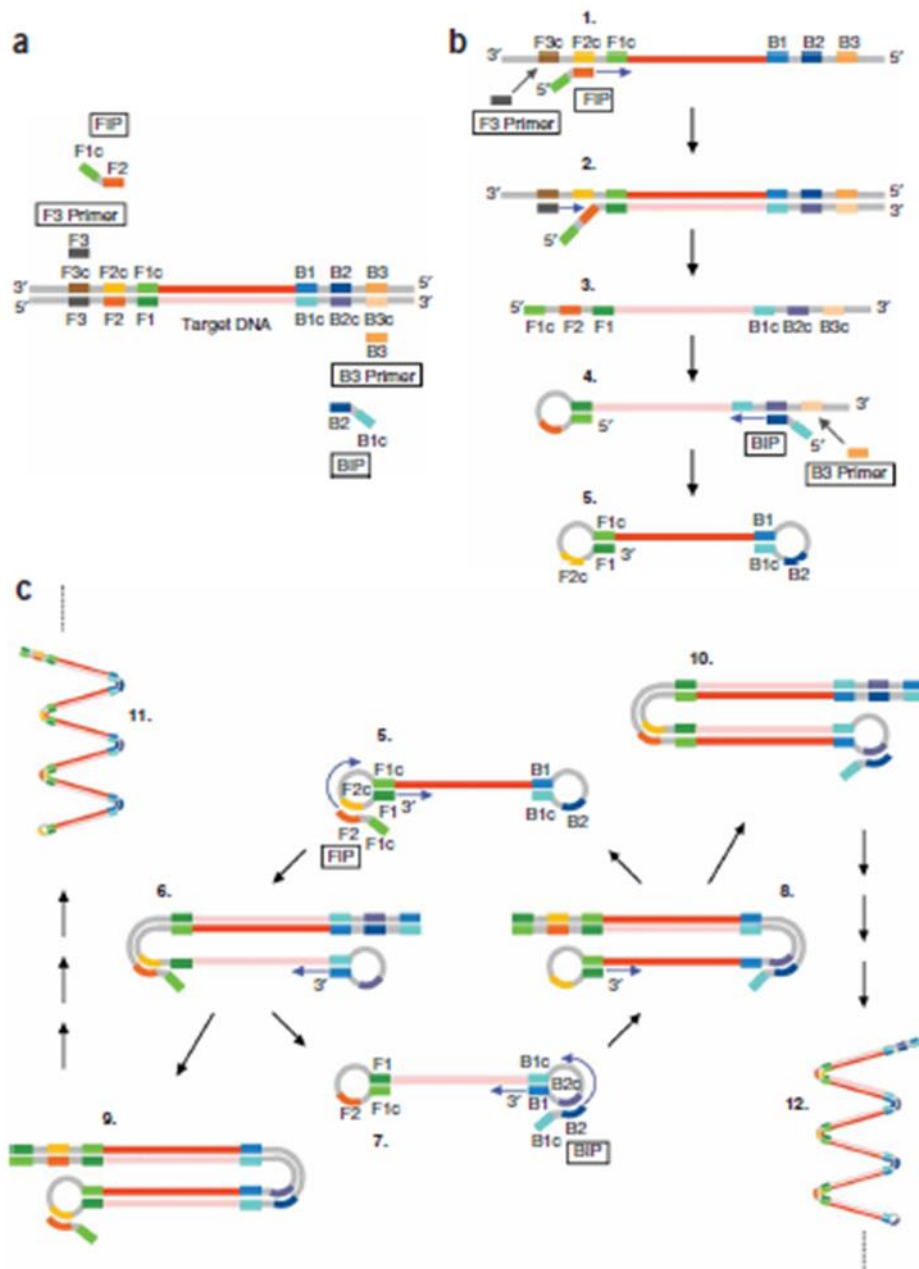 a
FIP
F1c
F2
F3 Primer
F3
F3c F2c F1c B1 B2 B3
3′ 5′
5′ 3′
F3 F2 F1 Target DNA B1c B2c B3c
B3
B3 Primer
B2
B1c
BIP
b
1.
3′ F3c F2c F1c B1 B2 B3 5′
5′
FIP
F3 Primer
2.
3′ 5′
3′
5′
3.
5′ 3′
F1c F2 F1 B1c B2c B3c
4.
3′
5′
BIP 5′
B3 Primer
5.
F1c B1
F2c F1 3′ B1c B2
c
11.
5.
F1c B1
F2c
F1 3′ B1c B2
F2 F1c
FIP
10.
6.
3′
8.
3′
7.
F1 B1c
B2c
F2 F1c 3′ B1 B2
B1c
BIP
9.
12.